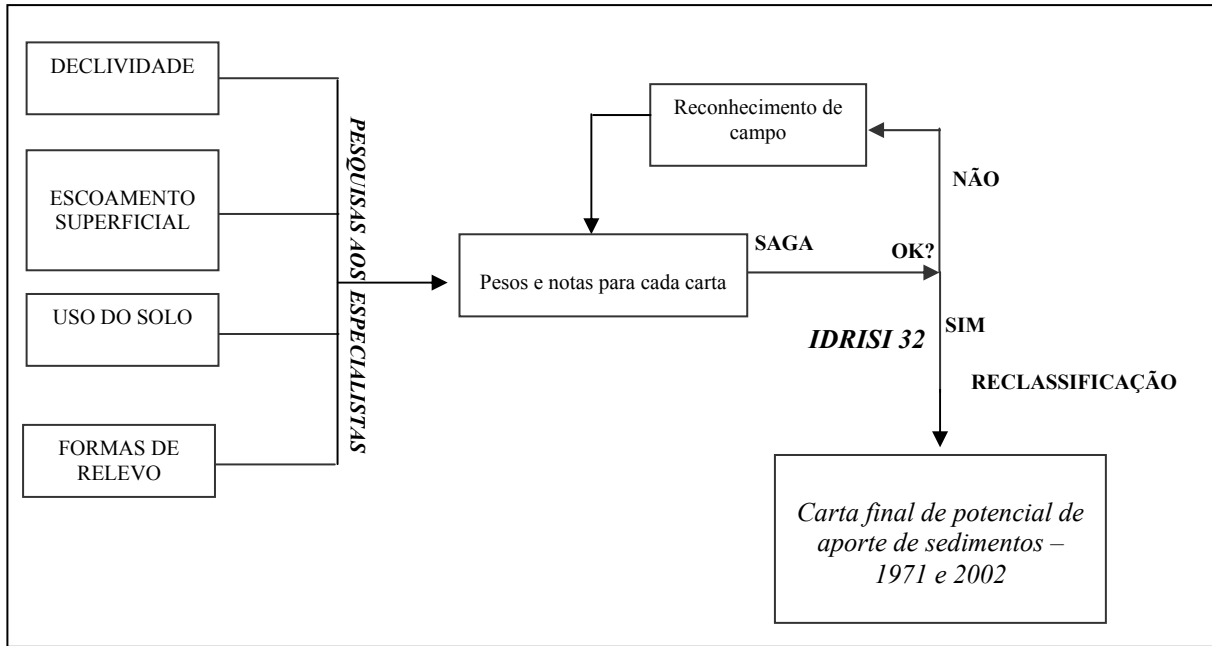 DECLIVIDADE
ESCOAMENTO
SUPERFICIAL
USO DO SOLO
FORMAS DE
RELEVO
PESQUISAS AOS ESPECIALISTAS
Reconhecimento de
campo
Pesos e notas para cada carta
SAGA
OK?
NÃO
SIM
IDRISI 32
RECLASSIFICAÇÃO
Carta final de potencial de
aporte de sedimentos –
1971 e 2002